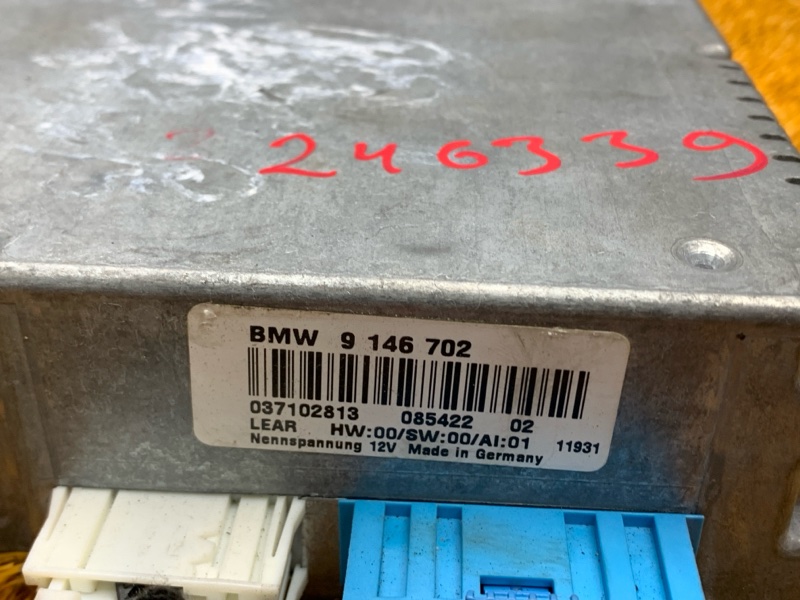 2246339
BMW 9 146 702
037102813 085422 02
LEAR HW:00/SW:00/AI:01 11931
Nennspannung 12V Made in Germany